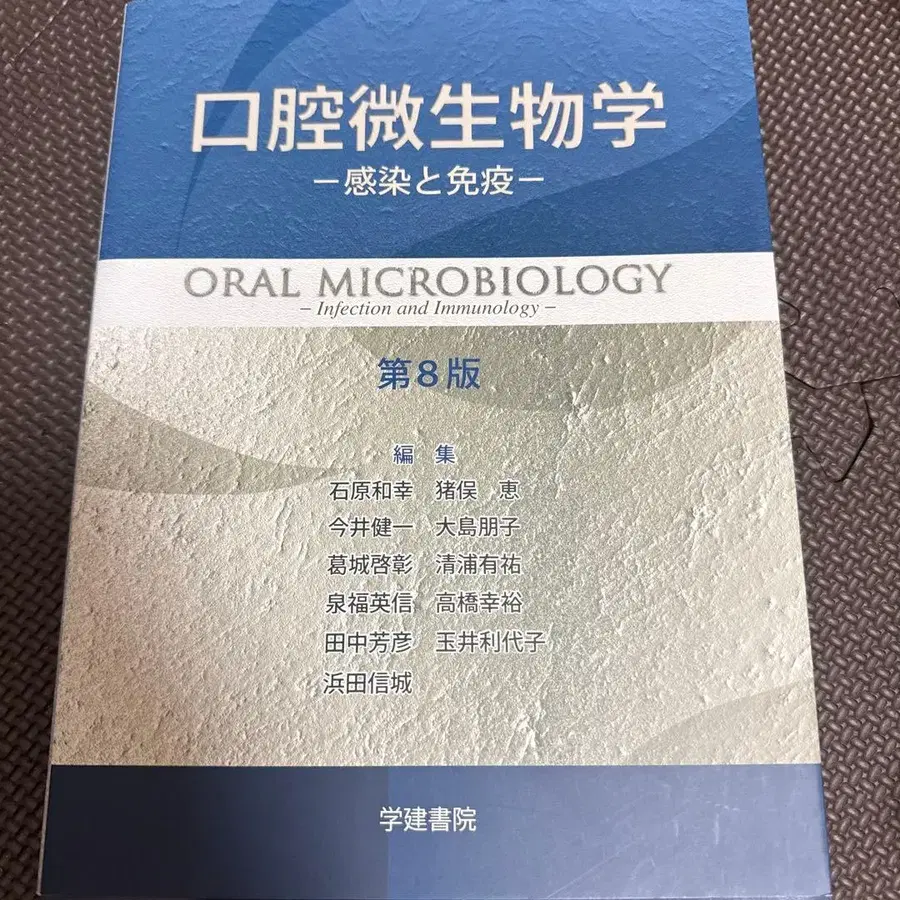 口腔微生物学
－感染と免疫－
ORAL MICROBIOLOGY
– Infection and Immunology –
第8版
編 集
石原和幸 猪俣 恵
今井健一 大島朋子
葛城啓彰 清浦有祐
泉福英信 高橋幸裕
田中芳彦 玉井利代子
浜田信城
学建書院